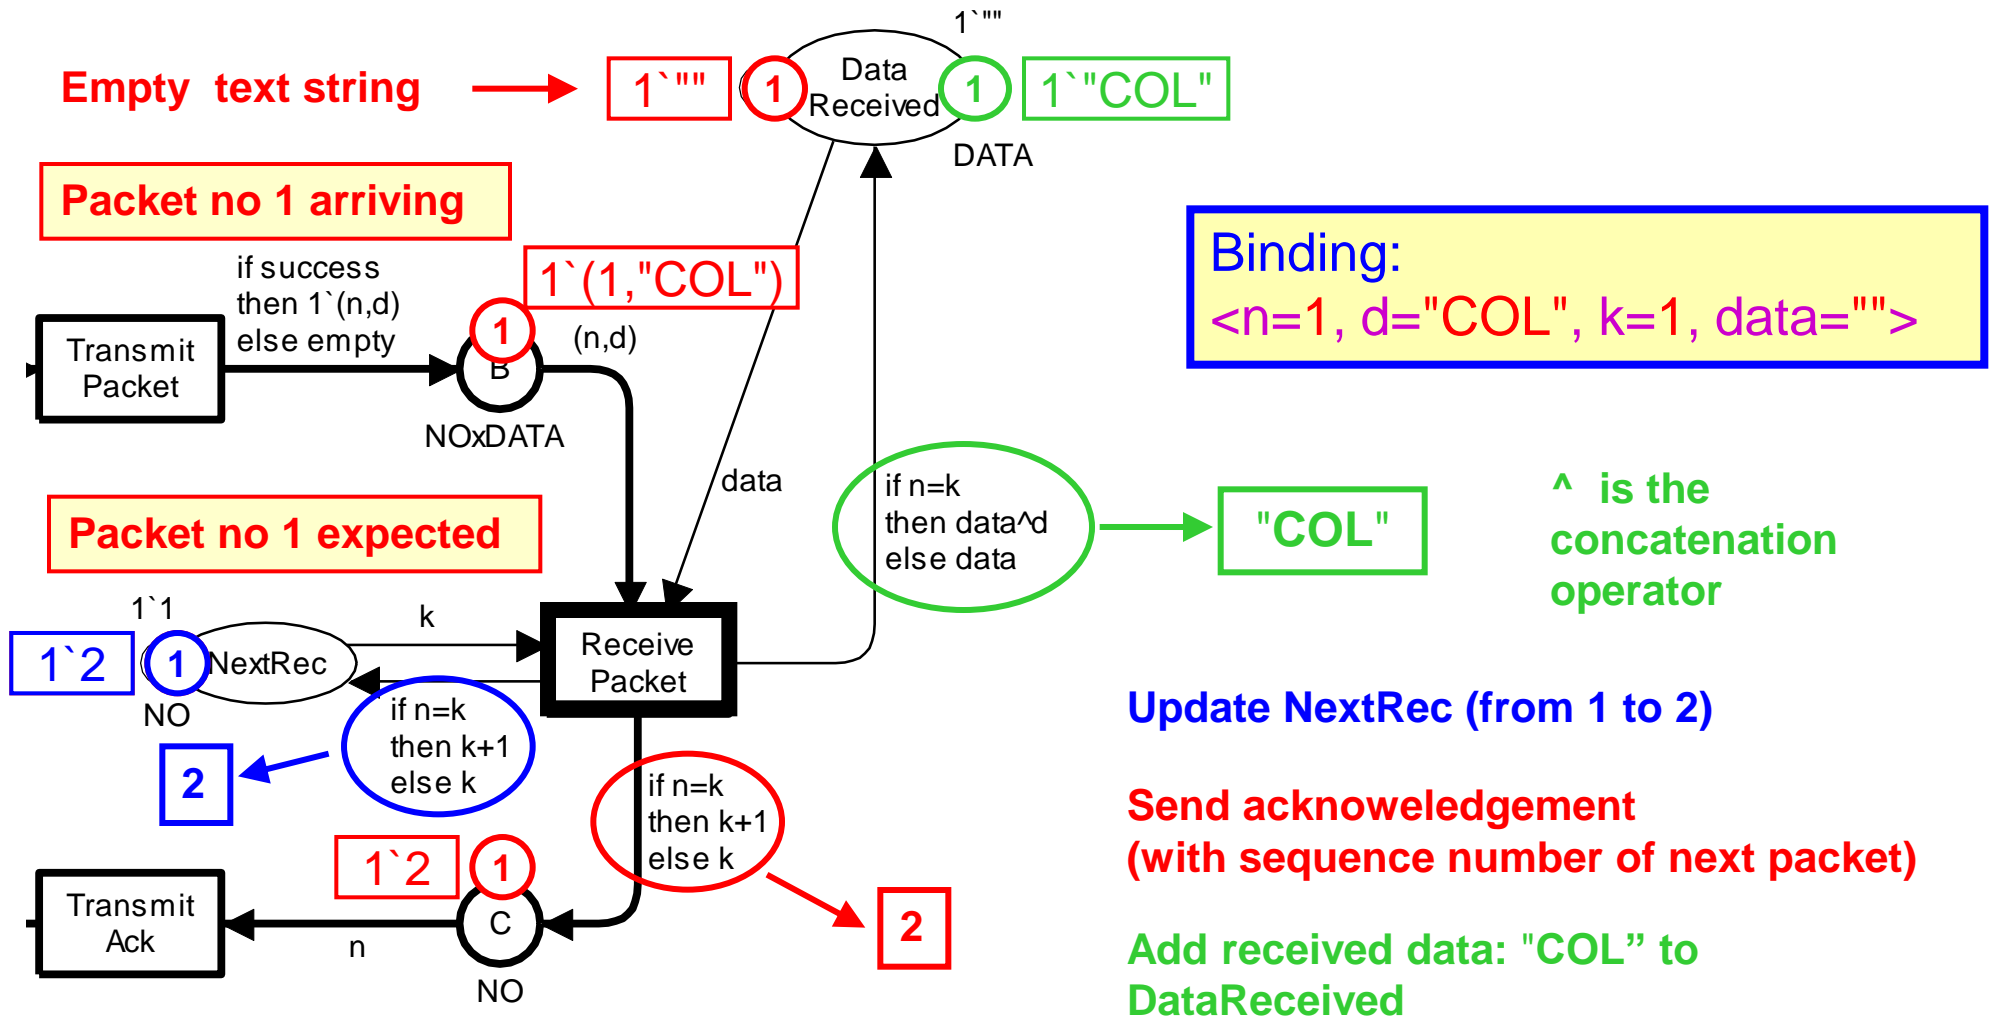 1`""
Empty text string
1`""
1
Data
Received
1
1`"COL"
DATA
Packet no 1 arriving
Binding:
<n=1, d="COL", k=1, data="">
if success
then 1`(n,d)
else empty
1`(1,"COL")
1
(n,d)
Transmit
Packet
B
NOxDATA
data
if n=k
then data^d
else data
"COL"
^ is the
concatenation
operator
Packet no 1 expected
1`1
k
1`2
1
NextRec
NO
Receive
Packet
if n=k
then k+1
else k
2
Update NextRec (from 1 to 2)
if n=k
then k+1
else k
Send acknoweledgement
(with sequence number of next packet)
1`2
1
2
Transmit
Ack
n
C
NO
Add received data: "COL” to
DataReceived